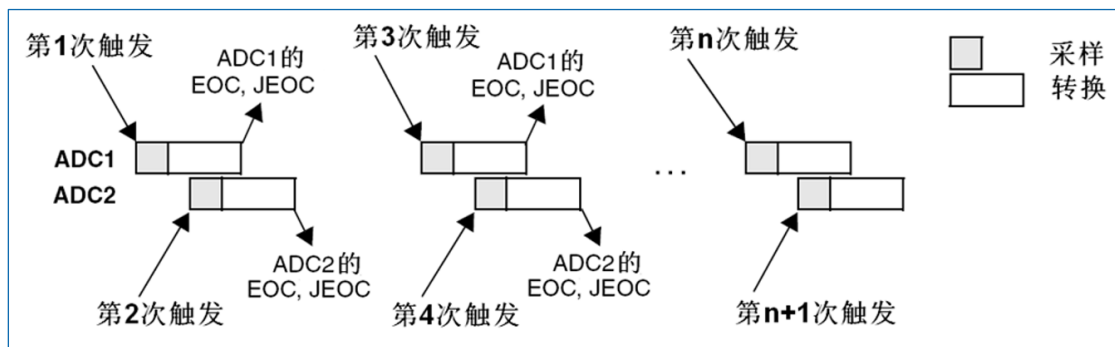 第1次触发
ADC1的
EOC, JEOC
第3次触发
ADC1的
EOC, JEOC
第n次触发
采样
转换
ADC1
ADC2
...
第2次触发
ADC2的
EOC, JEOC
第4次触发
ADC2的
EOC, JEOC
第n+1次触发